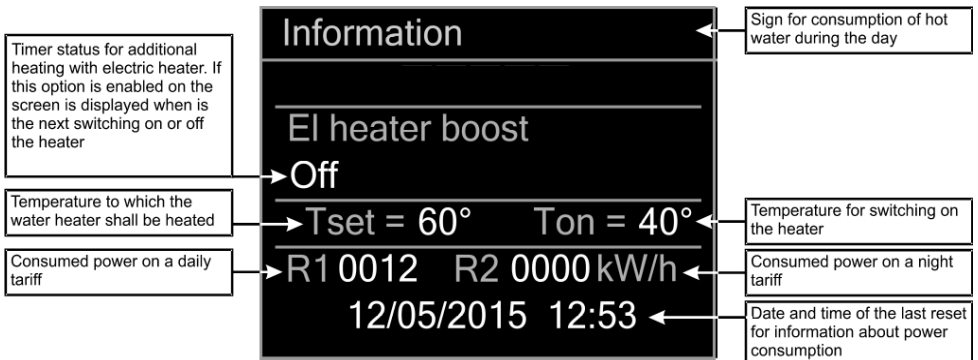 Information
Sign for consumption of hot
water during the day
Timer status for additional
heating with electric heater. If
this option is enabled on the
screen is displayed when is
the next switching on or off
the heater
El heater boost
Off
Temperature to which the
water heater shall be heated
Tset = 60° Ton = 40°
Temperature for switching on
the heater
Consumed power on a daily
tariff
R1 0012 R2 0000 kW/h
Consumed power on a night
tariff
12/05/2015 12:53
Date and time of the last reset
for information about power
consumption